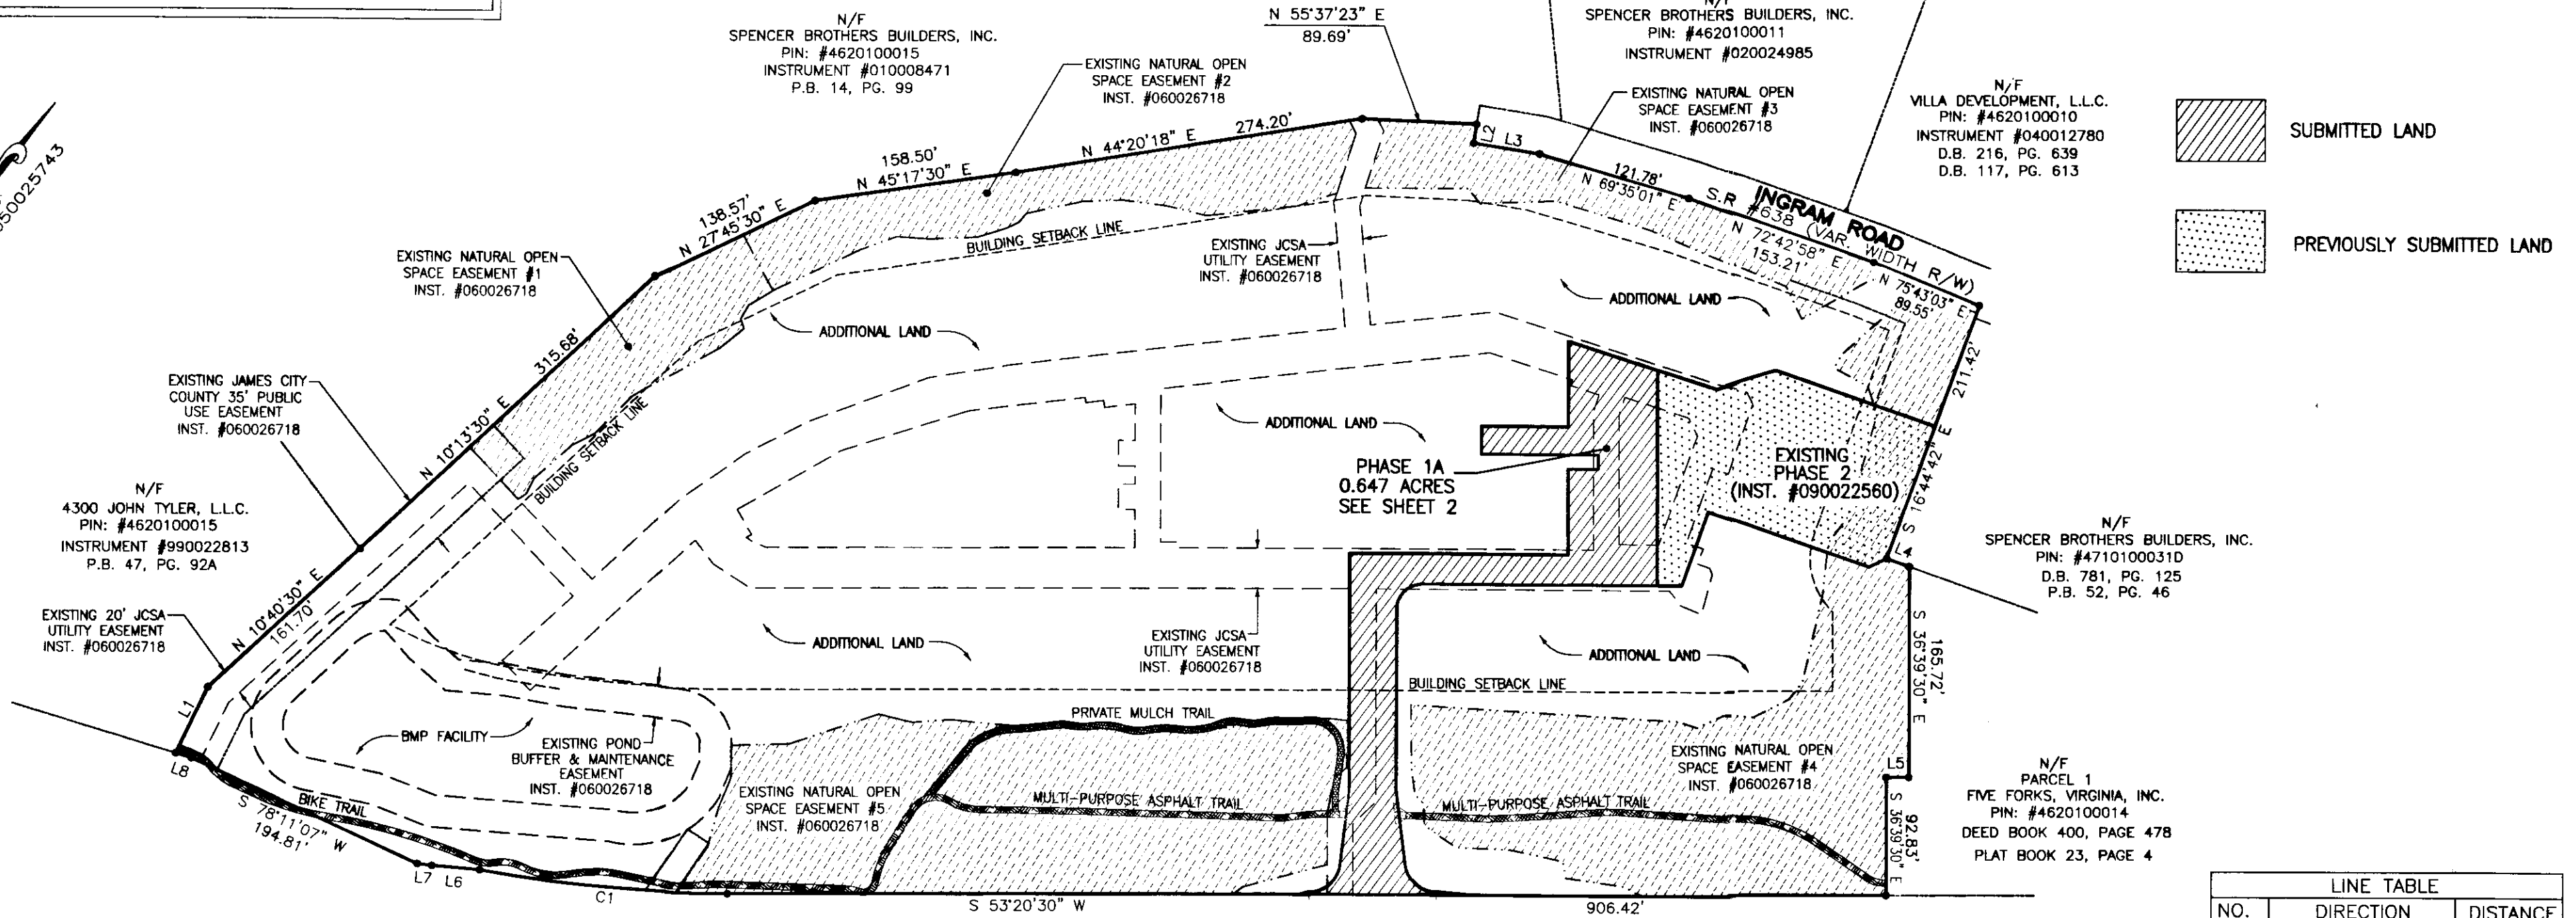 N 55°37'23" E
89.69'
N/F
SPENCER BROTHERS BUILDERS, INC.
PIN: #4620100015
INSTRUMENT #010008471
P.B. 14, PG. 99
EXISTING NATURAL OPEN
SPACE EASEMENT #2
INST. #060026718
N/F
SPENCER BROTHERS BUILDERS, INC.
PIN: #4620100011
INSTRUMENT #020024985
EXISTING NATURAL OPEN
SPACE EASEMENT #3
INST. #060026718
N/F
VILLA DEVELOPMENT, L.L.C.
PIN: #4620100010
INSTRUMENT #040012780
D.B. 216, PG. 639
D.B. 117, PG. 613
SUBMITTED LAND
PREVIOUSLY SUBMITTED LAND
50025743
274.20'
N 44°20'18" E
158.50'
N 45°17'30" E
138.57'
N 27°45'30" E
L2
L3
121.78'
N 69°35'01" E
S.R #638 (VAR. WIDTH R/W)
INGRAM ROAD
N 72°42'58" E
153.21'
N 75°43'03" E
89.55'
211.42'
S 16°44'42" E
BUILDING SETBACK LINE
EXISTING JCSA
UTILITY EASEMENT
INST. #060026718
EXISTING NATURAL OPEN
SPACE EASEMENT #1
INST. #060026718
ADDITIONAL LAND
ADDITIONAL LAND
315.68'
N 10°13'30" E
BUILDING SETBACK LINE
EXISTING JAMES CITY
COUNTY 35' PUBLIC
USE EASEMENT
INST. #060026718
ADDITIONAL LAND
PHASE 1A
0.647 ACRES
SEE SHEET 2
EXISTING
PHASE 2
(INST. #090022560)
N/F
4300 JOHN TYLER, L.L.C.
PIN: #4620100015
INSTRUMENT #990022813
P.B. 47, PG. 92A
N/F
SPENCER BROTHERS BUILDERS, INC.
PIN: #4710100031D
D.B. 781, PG. 125
P.B. 52, PG. 46
L4
EXISTING 20' JCSA
UTILITY EASEMENT
INST. #060026718
N 10°40'30" E
161.70'
L1
ADDITIONAL LAND
EXISTING JCSA
UTILITY EASEMENT
INST. #060026718
ADDITIONAL LAND
165.72'
S 36°39'30" E
BUILDING SETBACK LINE
PRIVATE MULCH TRAIL
BMP FACILITY
EXISTING POND
BUFFER & MAINTENANCE
EASEMENT
INST. #060026718
L8
BIKE TRAIL
S 78°11'07" W
194.81'
EXISTING NATURAL OPEN
SPACE EASEMENT #5
INST. #060026718
MULTI-PURPOSE ASPHALT TRAIL
EXISTING NATURAL OPEN
SPACE EASEMENT #4
INST. #060026718
MULTI-PURPOSE ASPHALT TRAIL
L5
92.83'
S 36°39'30" E
N/F
PARCEL 1
FIVE FORKS, VIRGINIA, INC.
PIN: #4620100014
DEED BOOK 400, PAGE 478
PLAT BOOK 23, PAGE 4
L7
L6
C1
S 53°20'30" W
906.42'
LINE TABLE
NO.
DIRECTION
DISTANCE